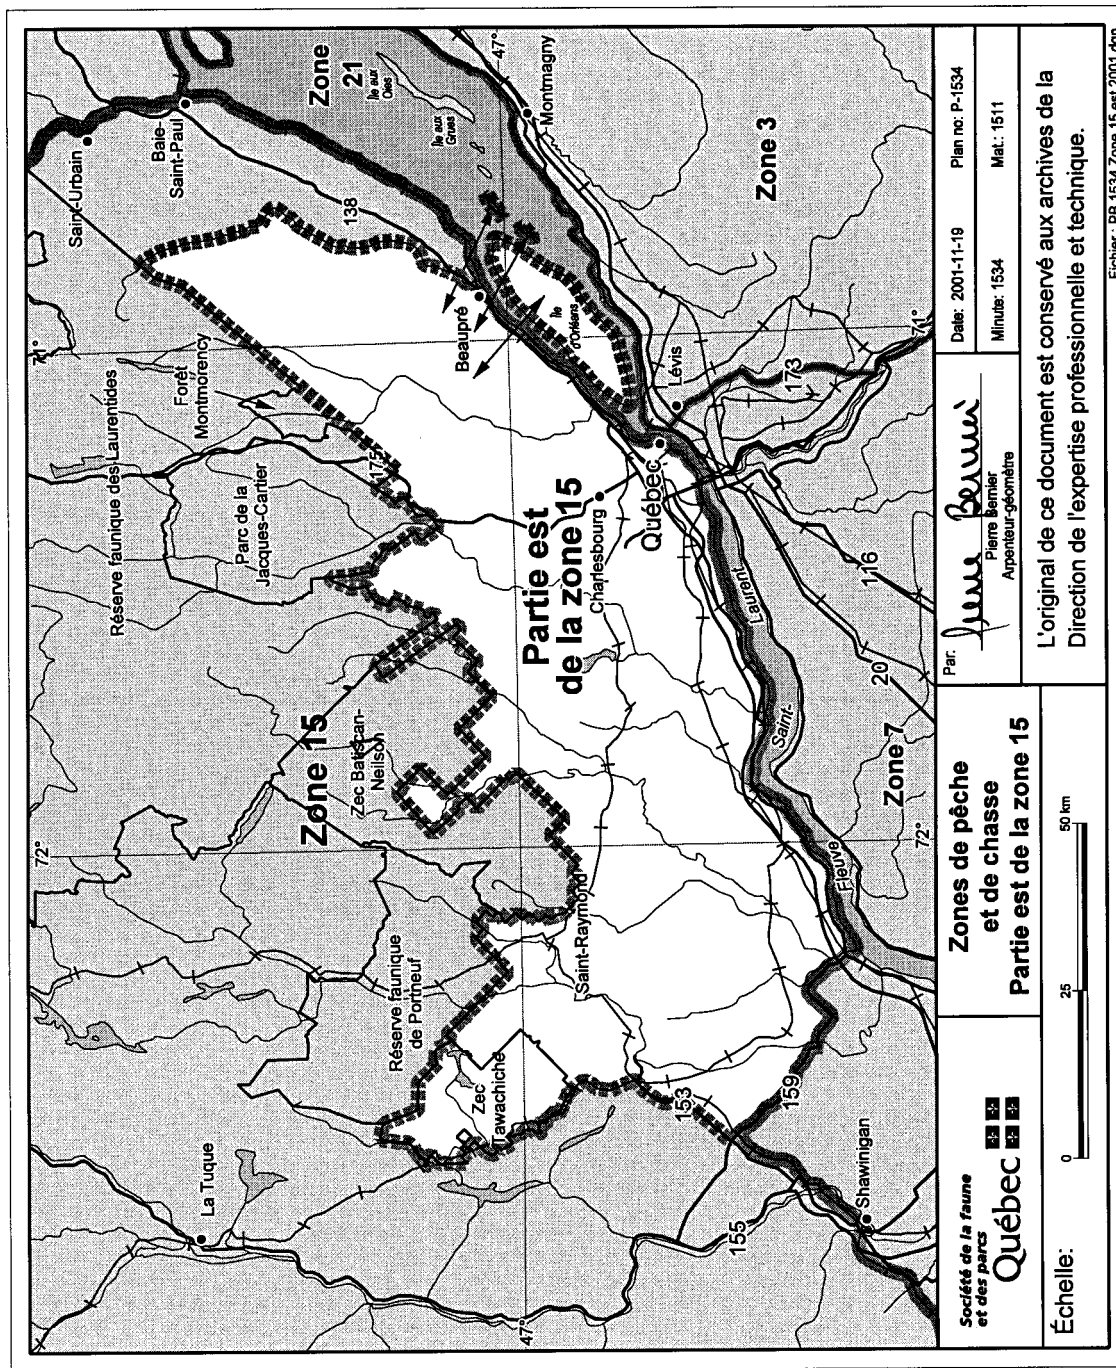 Saint-Urbain
Baie-
Saint-Paul
Zone
21
Île aux
Oies
Île aux
Grues
47°
Montmagny
Zone 3
138
Beaupré
Île
d'Orléans
71°
Réserve faunique des Laurentides
Forêt
Montmorency
Parc de la
Jacques-Cartier
175
Lévis
173
71°
Québec
Charlesbourg
Partie est
de la zone 15
116
20
Zone 15
Zec Batiscan-
Neilson
Fleuve
Saint-
Laurent
Zone 7
72°
72°
Saint-Raymond
Réserve faunique
de Portneuf
Zec
Tawachiche
153
159
La Tuque
155
Shawinigan
47°
Société de la faune
et des parcs
Québec
Zones de pêche
et de chasse
Partie est de la zone 15
Échelle:
0
25
50 km
Par:
Pierre Bernier
Pierre Bernier
Arpenteur-géomètre
Date: 2001-11-19
Plan no: P-1534
Minute: 1534
Mat.: 1511
L'original de ce document est conservé aux archives de la
Direction de l'expertise professionnelle et technique.